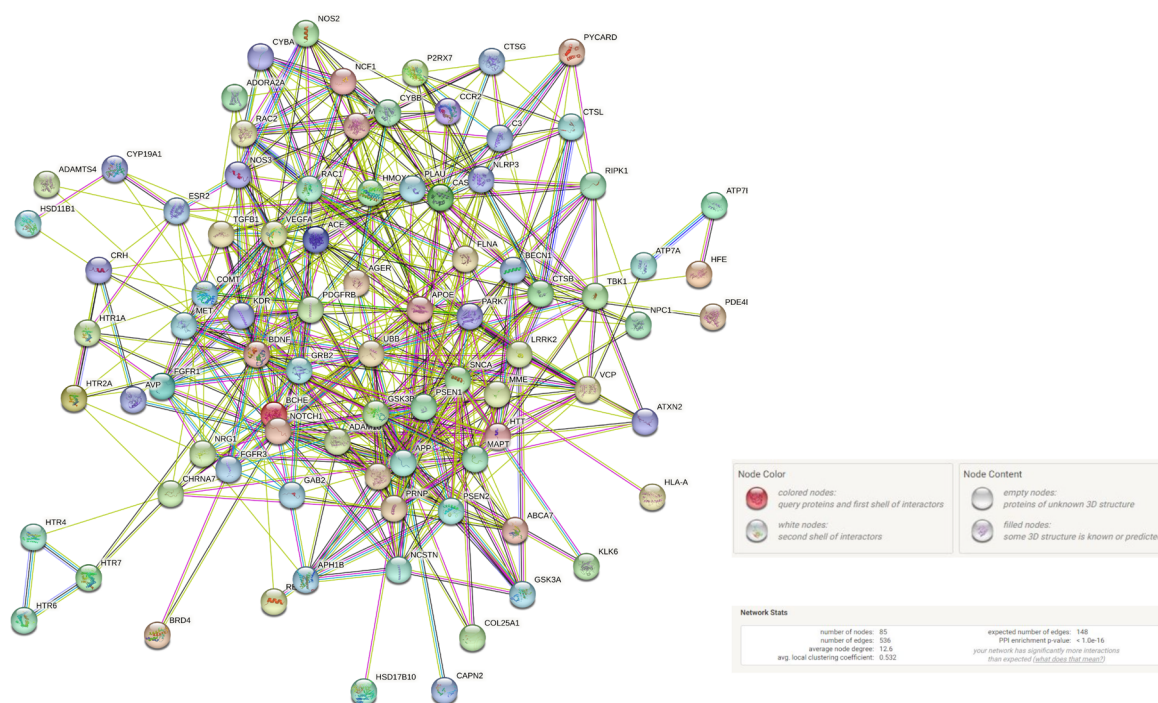 NOS2
CYBA
PYCARD
CTSG
NCF1
P2RX7
ADORA2A
CYBB
CCR2
RAC2
M
C3
CTSL
CYP19A1
NOS3
NLRP3
ADAMTS4
RAC1
HMOX
PLAU
CAS
RIPK1
ESR2
ATP7I
HSD11B1
TGFB1
VEGFA
ACE
FLNA
BECN1
ATP7A
CRH
HFE
COMT
AGER
CTSB
TBK1
KDR
PDGFRB
APOE
PARK7
NPC1
PDE4I
HTR1A
MET
BDNF
UBB
LRRK2
GRB2
SNCA
FGFR1
MME
VCP
HTR2A
AVP
BCHE
GSK3B
PSEN1
NOTCH1
HTT
ATXN2
NRG1
ADAM10
MAPT
FGFR3
APP
CHRNA7
GAB2
HLA-A
PRNP
PSEN2
ABCA7
HTR4
NCSTN
KLK6
HTR7
APH1B
GSK3A
HTR6
BRD4
COL25A1
HSD17B10
CAPN2
Node Color
colored nodes:
query proteins and first shell of interactors
white nodes:
second shell of interactors
Node Content
empty nodes:
proteins of unknown 3D structure
filled nodes:
some 3D structure is known or predicte
Network Stats
number of nodes: 85
number of edges: 536
average node degree: 12.6
avg. local clustering coefficient: 0.532
expected number of edges: 148
PPI enrichment p-value: < 1.0e-16
your network has significantly more interactions
than expected (what does that mean?)